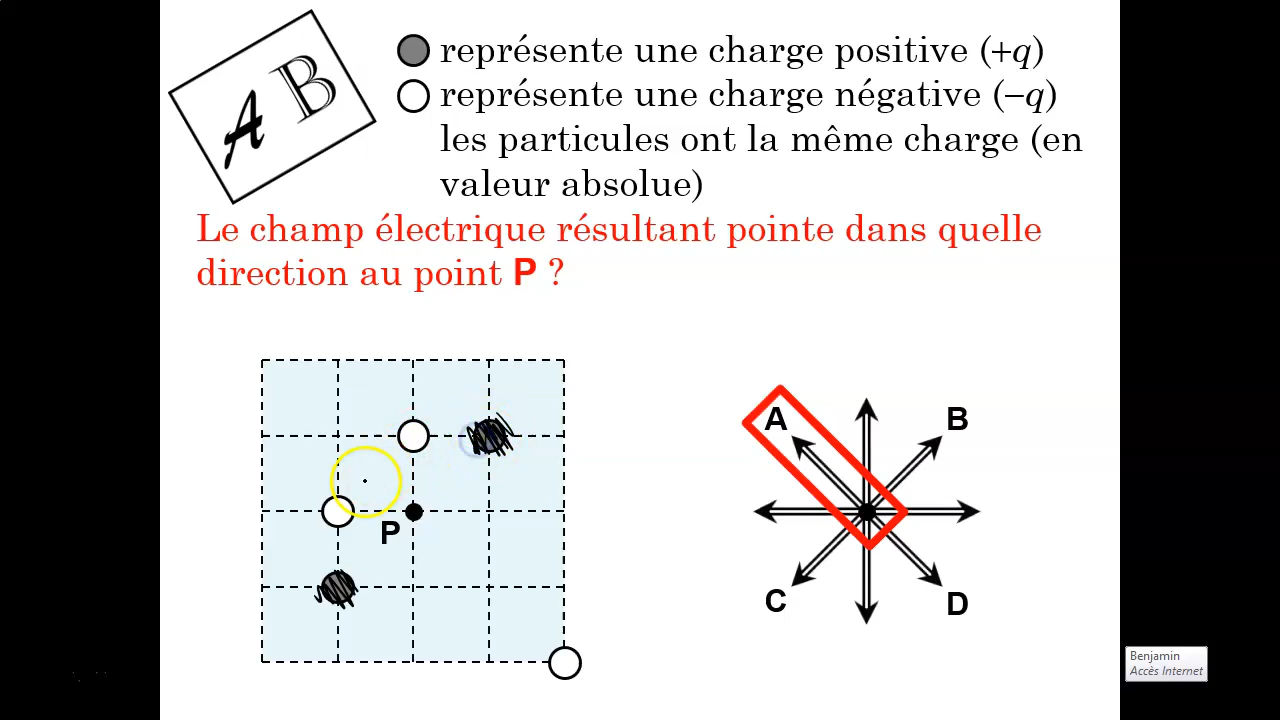 A B
représente une charge positive (+q)
représente une charge négative (−q)
les particules ont la même charge (en
valeur absolue)
Le champ électrique résultant pointe dans quelle
direction au point P ?
P
A
B
C
D
Benjamin
Accès Internet